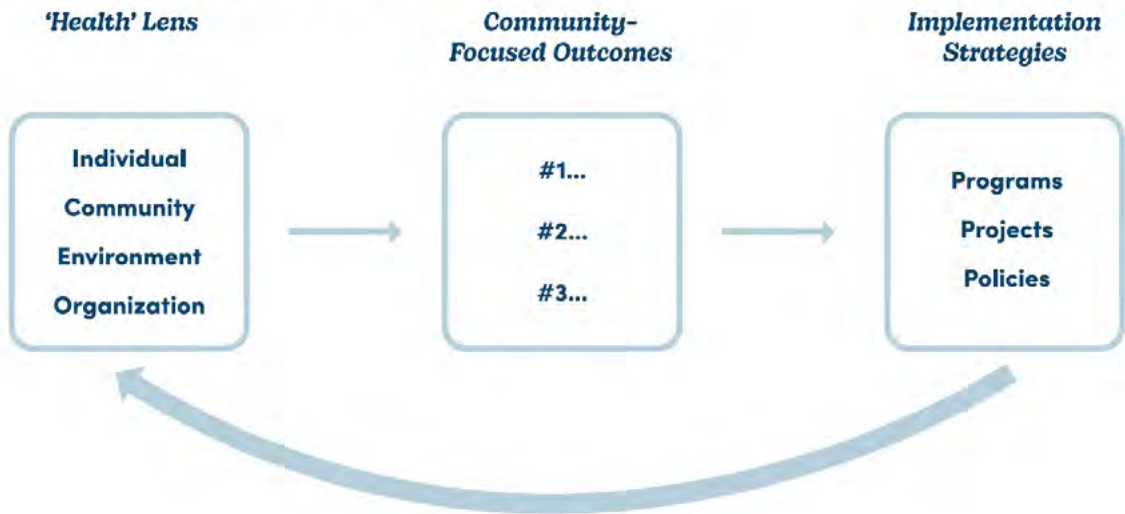 'Health' Lens
Individual
Community
Environment
Organization
Community-
Focused Outcomes
#1...
#2...
#3...
Implementation
Strategies
Programs
Projects
Policies